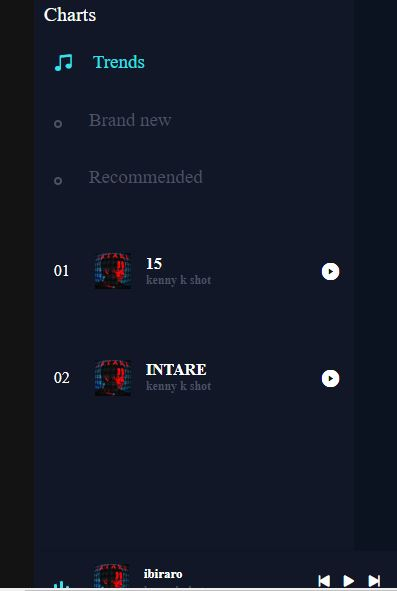 Charts
Trends
Brand new
Recommended
01
15
kenny k shot
02
INTARE
kenny k shot
ibiraro